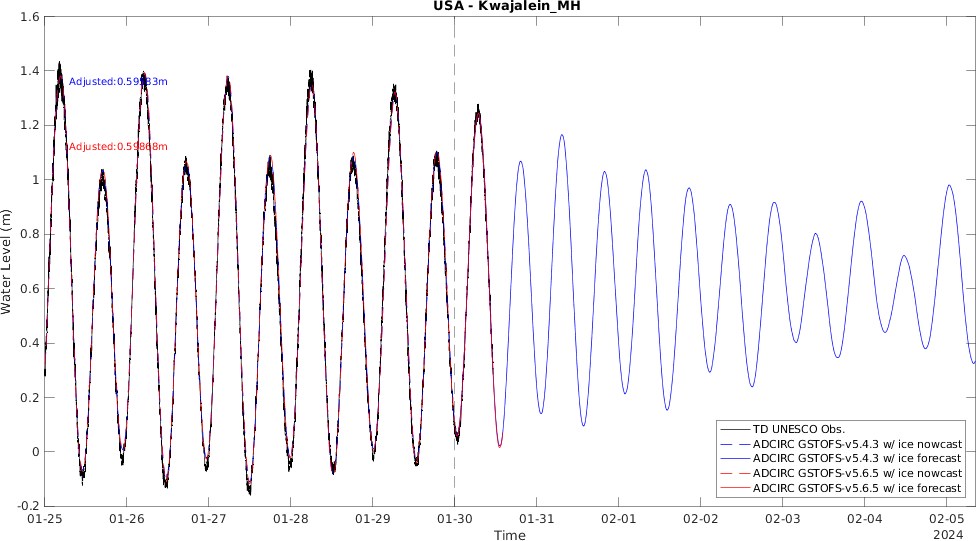 USA - Kwajalein_MH
1.6
1.4
1.2
1
0.8
0.6
0.4
0.2
0
-0.2
Water Level (m)
Adjusted:0.59868m
01-25
01-26
01-27
01-28
01-29
01-30
01-31
02-01
02-02
02-03
02-04
02-05
2024
Time
TD UNESCO Obs.
ADCIRC GSTOFS-v5.4.3 w/ ice nowcast
ADCIRC GSTOFS-v5.4.3 w/ ice forecast
ADCIRC GSTOFS-v5.6.5 w/ ice nowcast
ADCIRC GSTOFS-v5.6.5 w/ ice forecast